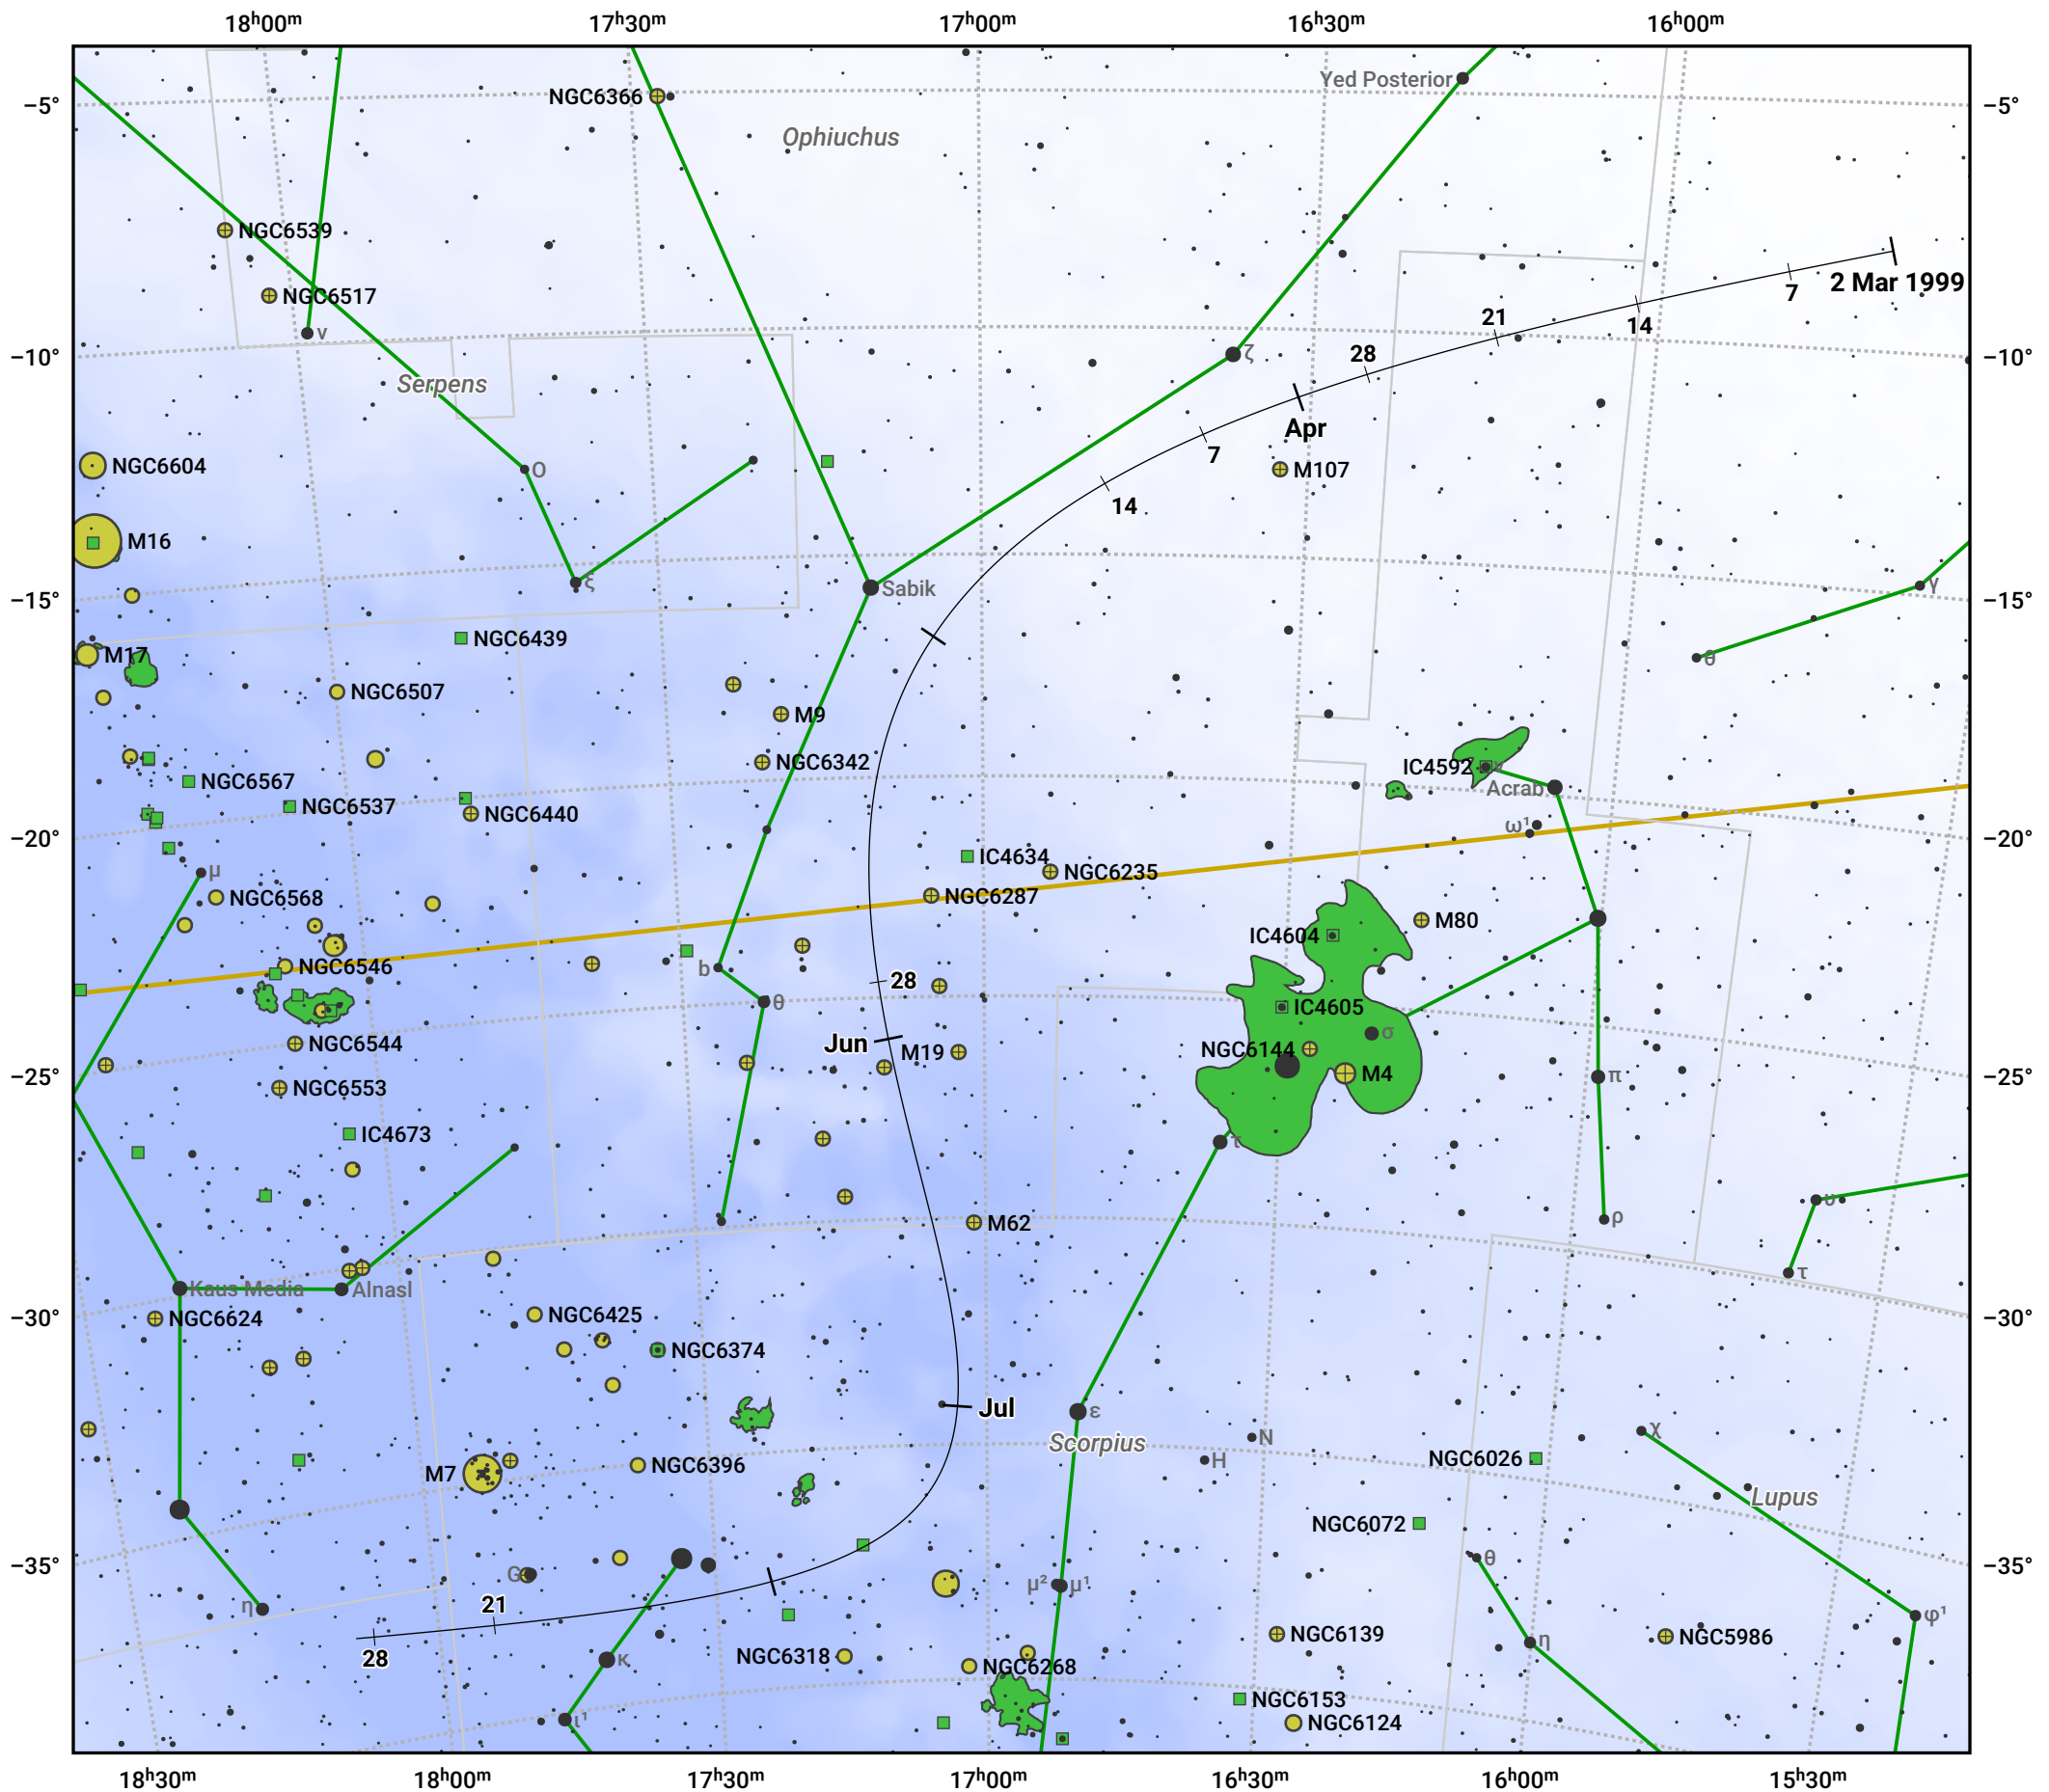 18ʰ00ᵐ 17ʰ30ᵐ 17ʰ00ᵐ 16ʰ30ᵐ 16ʰ00ᵐ
Yed Posterior
NGC6366
−5° −5°
Ophiuchus
NGC6539
2 Mar 1999
7
NGC6517
14
21
ν
28
ζ
−10° −10°
Serpens
Apr
7
NGC6604
Ο
M107
14
M16
ξ
Sabik
γ
−15° −15°
NGC6439
M17
θ
NGC6507
M9
NGC6342
IC4592
ν
NGC6567
Acrab
NGC6537
NGC6440
ω¹
−20° −20°
IC4634
μ
NGC6235
NGC6568
NGC6287
M80
IC4604
NGC6546
b
28
θ
IC4605
σ
NGC6544
Jun
M19
NGC6144
M4
−25° −25°
π
NGC6553
IC4673
τ
υ
ρ
M62
τ
Kaus Media
Alnasl
NGC6624
NGC6425
−30° −30°
NGC6374
Jul
ε
Scorpius
N
χ
H
NGC6026
NGC6396
M7
Lupus
NGC6072
θ
−35° −35°
G
μ² μ¹
21
η
φ¹
28
NGC6139
NGC5986
η
NGC6318
κ
NGC6268
NGC6153
ι¹
NGC6124
18ʰ30ᵐ 18ʰ00ᵐ 17ʰ30ᵐ 17ʰ00ᵐ 16ʰ30ᵐ 16ʰ00ᵐ 15ʰ30ᵐ